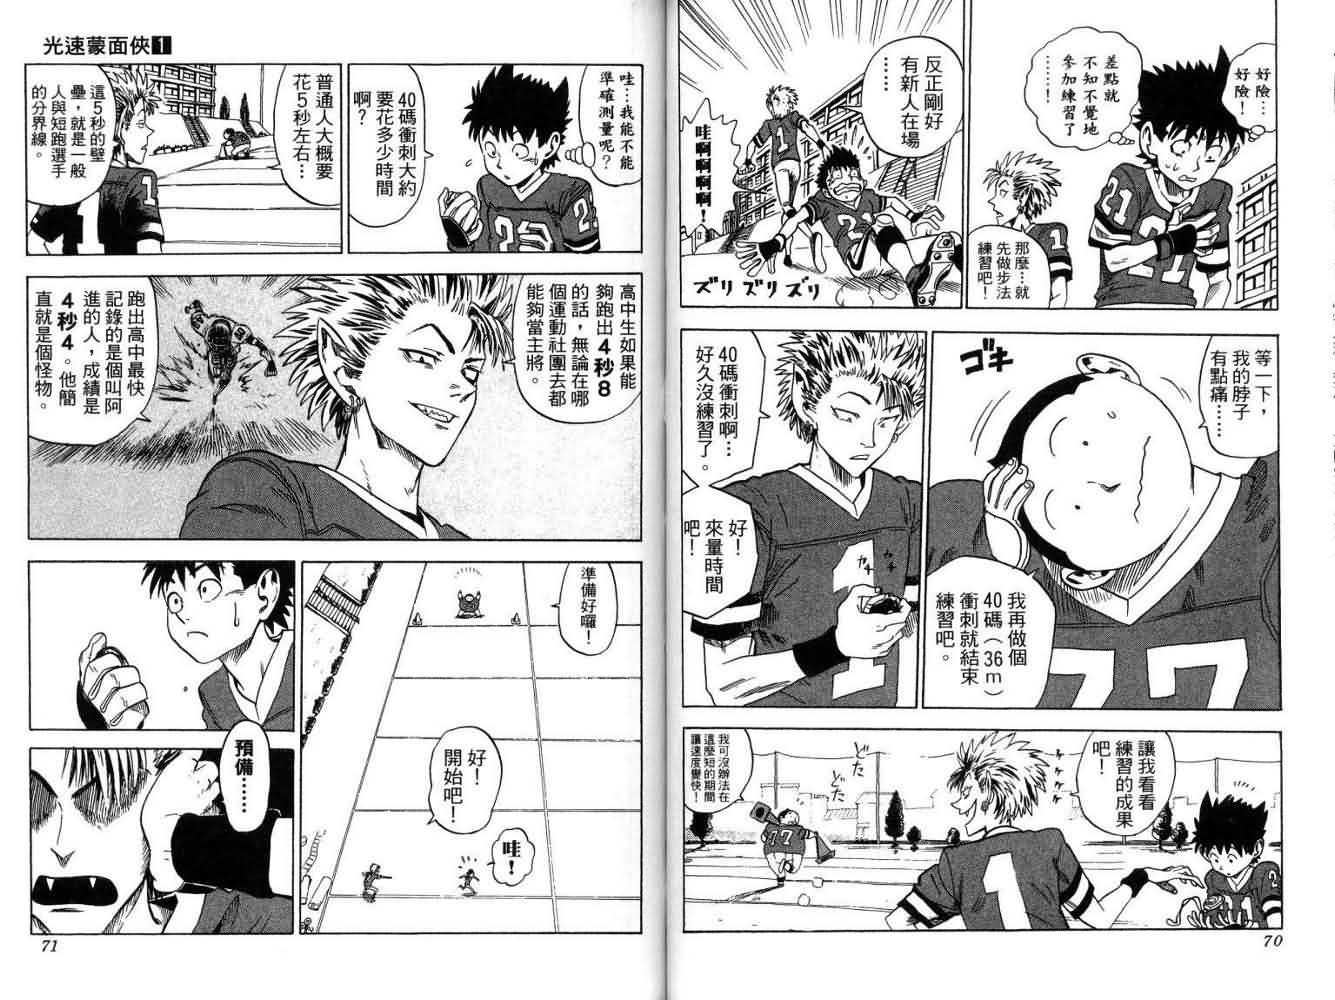 好險…
好險！
差點就
不知不覺地
參加練習了
……！
那麼…就
先做步法
練習吧！
反正剛好
有新人在場
……
哇啊啊啊啊！
ズリズリズリ
等一下，
我的脖子
有點痛……
ゴキ
我再做個
40碼（36m）
衝刺就結束
練習吧。
40碼衝刺啊…
好久沒練習了。
好！
來量時間
吧！
カチ
カチ
讓我看看
練習的成果
吧！
どた
どた
我可沒辦法在
這麼短的期間
讓速度變快！
70
光速蒙面俠1
哇…我能不能
準確測量呢？
40碼衝刺大約
要花多少時間
啊？
普通人大概要
花5秒左右…
這5秒的壁
壘，就是一般
人與短跑選手
的分界線。
高中生如果能
夠跑出4秒8
的話，無論在哪
個運動社團去都
能夠當主將。
跑出高中最快
記錄的是個叫阿
進的人，成績是
4秒4。他簡
直就是個怪物。
準備好囉！
好！
開始吧！
哇！
預備……
71